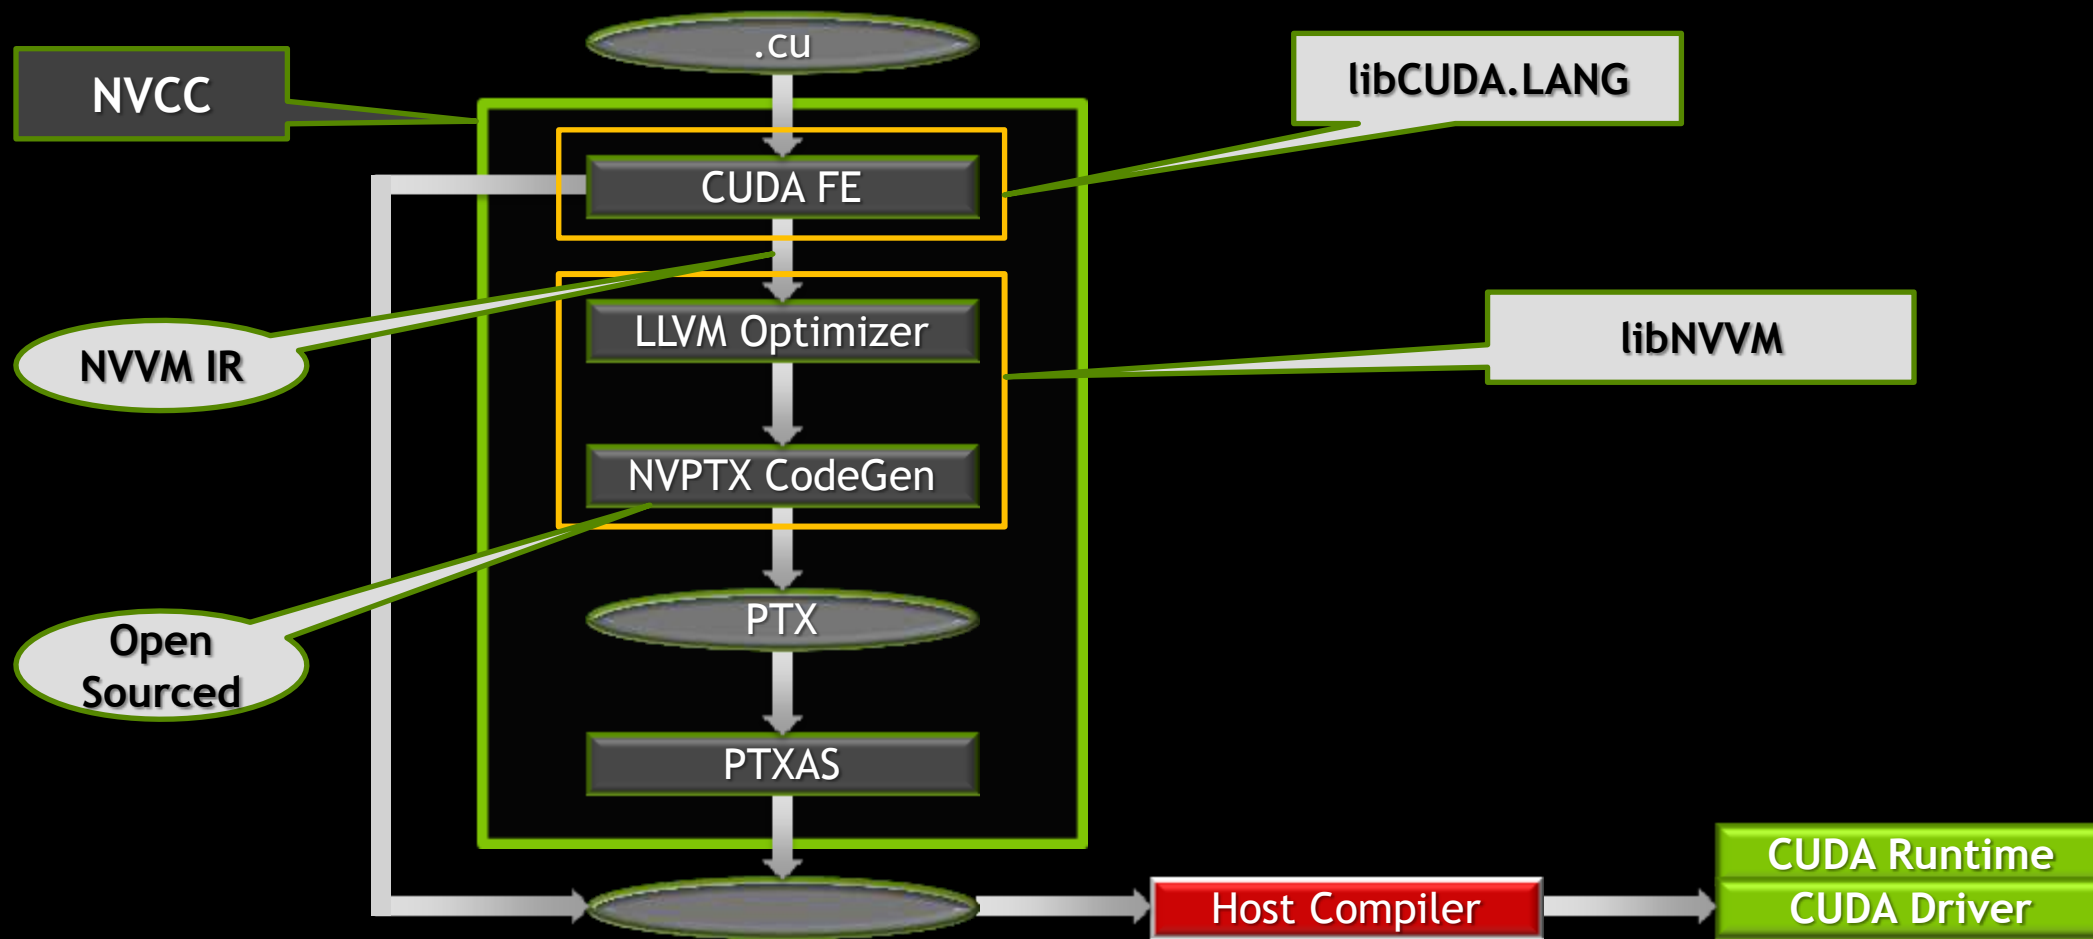 .cu
NVCC
libCUDA.LANG
CUDA FE
LLVM Optimizer
libNVVM
NVVM IR
NVPTX CodeGen
PTX
Open
Sourced
PTXAS
CUDA Runtime
Host Compiler
CUDA Driver